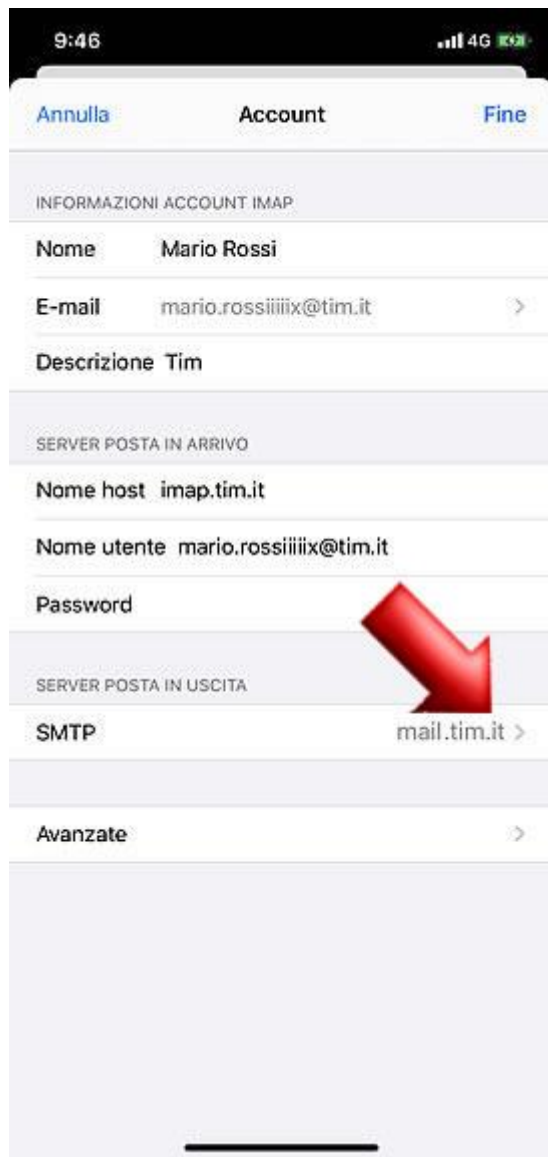 9:46 4G
Annulla Account Fine
INFORMAZIONI ACCOUNT IMAP
Nome Mario Rossi
E-mail mario.rossiiiiix@tim.it
Descrizione Tim
SERVER POSTA IN ARRIVO
Nome host imap.tim.it
Nome utente mario.rossiiiiix@tim.it
Password
SERVER POSTA IN USCITA
SMTP mail.tim.it
Avanzate